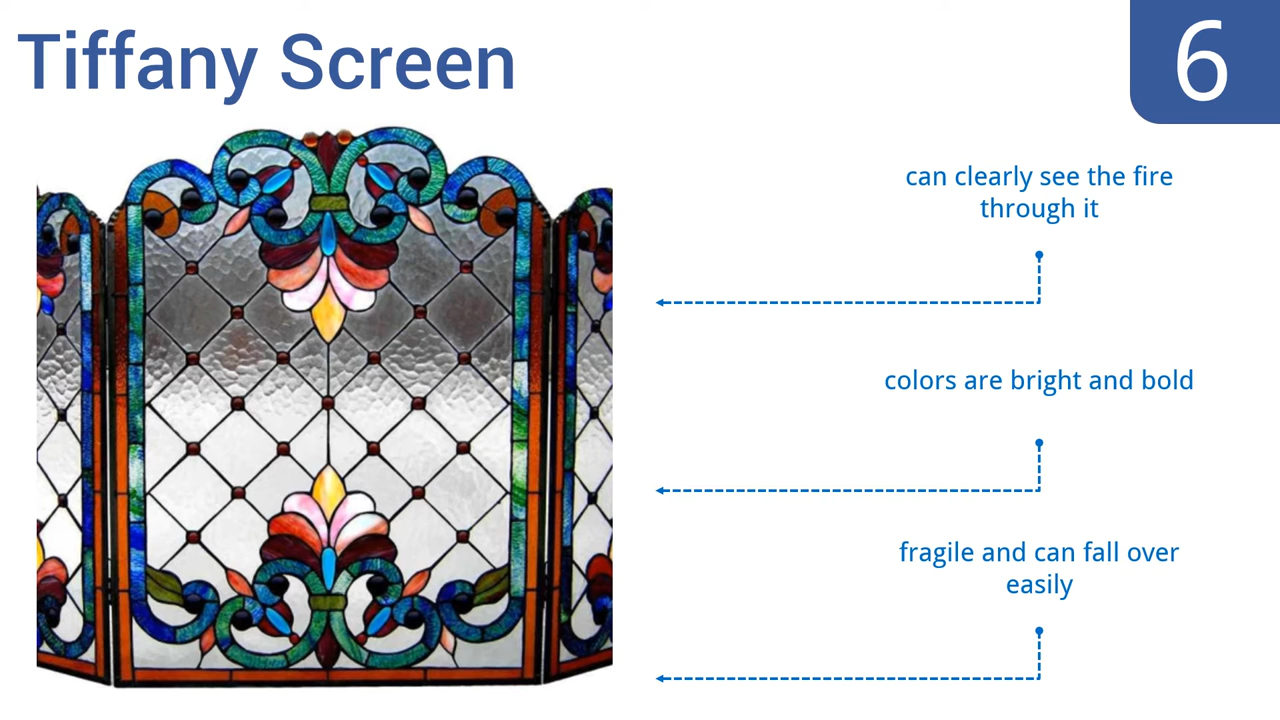 Tiffany Screen
6
can clearly see the fire
through it
colors are bright and bold
fragile and can fall over
easily